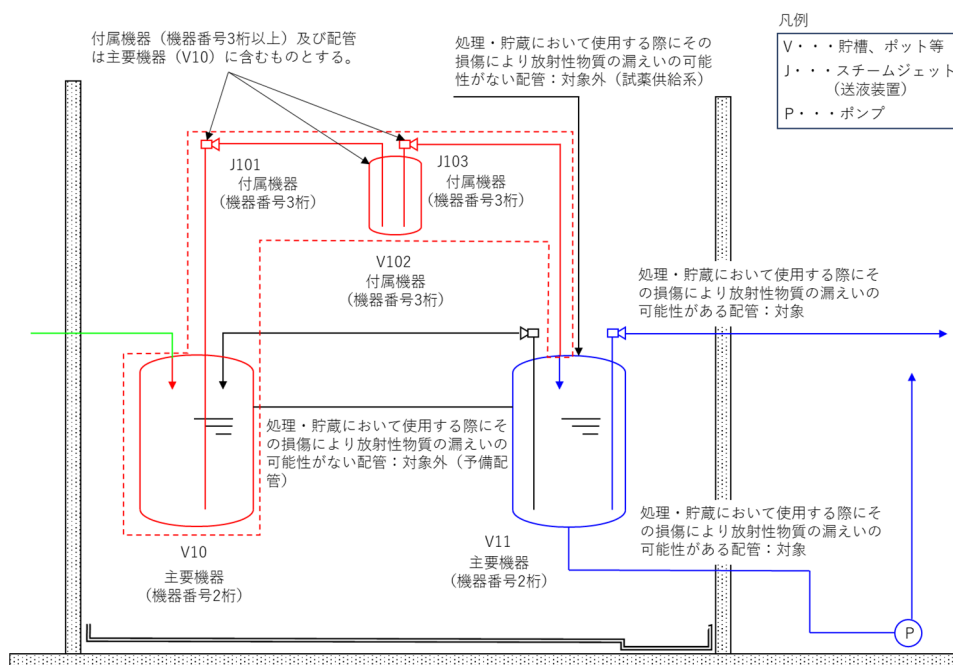 凡例
付属機器（機器番号3桁以上）及び配管
は主要機器（V10）に含むものとする。
処理・貯蔵において使用する際にその
損傷により放射性物質の漏えいの可能
性がない配管：対象外（試薬供給系）
V・・・貯槽、ポット等
J・・・スチームジェット
（送液装置）
P・・・ポンプ
J101
付属機器
（機器番号3桁）
J103
付属機器
（機器番号3桁）
V102
付属機器
（機器番号3桁）
処理・貯蔵において使用する際にそ
の損傷により放射性物質の漏えいの
可能性がある配管：対象
処理・貯蔵において使用する際にそ
の損傷により放射性物質の漏えいの
可能性がない配管：対象外（予備配
管）
処理・貯蔵において使用する際にそ
の損傷により放射性物質の漏えいの
可能性がある配管：対象
V10
主要機器
（機器番号2桁）
V11
主要機器
（機器番号2桁）
P